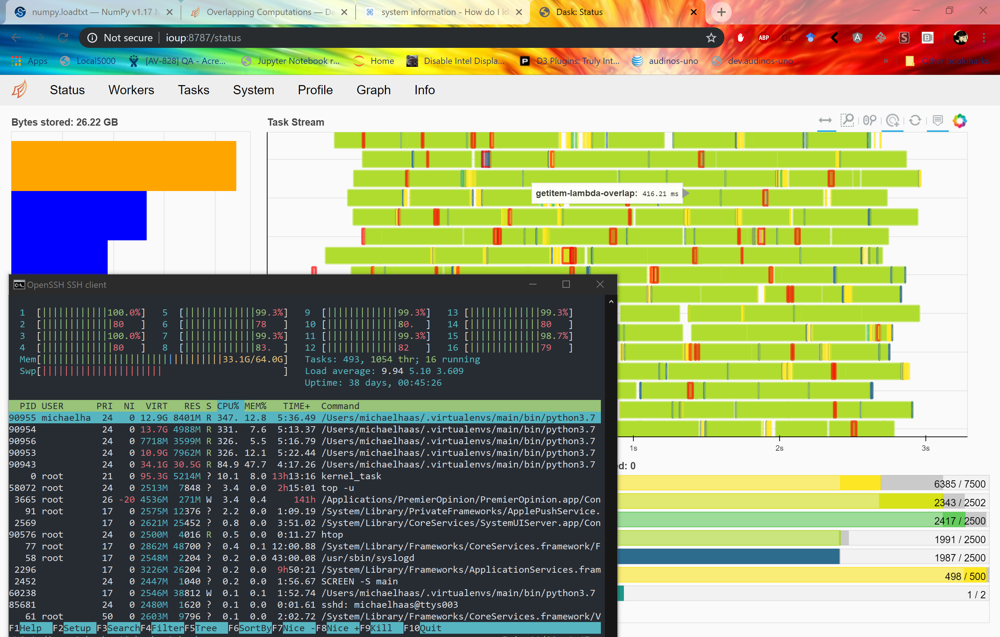 numpy.loadtxt — NumPy v1.17 M
Overlapping Computations — Da
system information - How do I id
Dask: Status
Not secure
ioup:8787/status
ABP
GL
Apps
Local5000
[AV-828] QA - Acre...
Jupyter Notebook r...
Home
Disable Intel Displa...
D3 Plugins: Truly Int...
audinos-uno
dev.audinos-uno
»
Other bookmarks
Status Workers Tasks System Profile Graph Info
Bytes stored: 26.22 GB
Task Stream
getitem-lambda-overlap: 416.21 ms
OpenSSH SSH client
1 [|||||||||||||100.0%] 5 [|||||||||||||99.3%] 9 [|||||||||||||99.3%] 13 [|||||||||||||99.3%]
2 [|||||||||||||80 ] 6 [|||||||||||||78 ] 10 [|||||||||||||80. ] 14 [|||||||||||||80 ]
3 [|||||||||||||100.0%] 7 [|||||||||||||99.3%] 11 [|||||||||||||99.3%] 15 [|||||||||||||98.7%]
4 [|||||||||||||80 ] 8 [|||||||||||||83. ] 12 [|||||||||||||82 ] 16 [|||||||||||||79 ]
Mem[|||||||||||||||||||||||||||||||||33.1G/64.0G] Tasks: 493, 1054 thr; 16 running
Swp[|||||||||||||||||||||| ] Load average: 9.94 5.10 3.609
Uptime: 38 days, 00:45:26
PID USER PRI NI VIRT RES S CPU% MEM% TIME+ Command
90955 michaelha 24 0 12.9G 8401M R 347. 12.8 5:36.49 /Users/michaelhaas/.virtualenvs/main/bin/python3.7
90954 24 0 13.7G 4988M R 331. 7.6 5:13.37 /Users/michaelhaas/.virtualenvs/main/bin/python3.7
90956 24 0 7718M 3599M R 326. 5.5 5:16.79 /Users/michaelhaas/.virtualenvs/main/bin/python3.7
90953 24 0 10.9G 7962M R 326. 12.1 5:22.44 /Users/michaelhaas/.virtualenvs/main/bin/python3.7
90943 24 0 34.1G 30.5G R 84.9 47.7 4:17.26 /Users/michaelhaas/.virtualenvs/main/bin/python3.7
0 root 21 0 95.3G 5214M ? 10.1 8.0 13h13:16 kernel_task
58072 root 24 0 2513M 7848 ? 3.4 0.0 2h15:01 top -u
3665 root 26 -20 4536M 271M W 3.4 0.4 141h /Applications/PremierOpinion/PremierOpinion.app/Con
91 root 17 0 2575M 12376 ? 2.2 0.0 1:09.19 /System/Library/PrivateFrameworks/ApplePushService.
2569 17 0 2621M 25452 ? 0.8 0.0 3:51.02 /System/Library/CoreServices/SystemUIServer.app/Con
90576 root 24 0 2500M 4016 R 0.5 0.0 0:11.27 htop
77 root 17 0 2862M 48700 ? 0.4 0.1 12:00.88 /System/Library/Frameworks/CoreServices.framework/F
58 root 17 0 2548M 2204 ? 0.2 0.0 43:00.08 /usr/sbin/syslogd
2296 17 0 3226M 26204 ? 0.2 0.0 9h50:21 /System/Library/Frameworks/ApplicationServices.fram
2452 24 0 2447M 1040 ? 0.2 0.0 1:56.67 SCREEN -S main
60238 17 0 2546M 38812 W 0.1 0.1 1:52.74 /Users/michaelhaas/.virtualenvs/main/bin/python3.7
85681 24 0 2480M 1620 ? 0.1 0.0 0:01.61 sshd: michaelhaas@ttys003
61 root 50 0 2603M 9796 ? 0.1 0.0 2:02.72 /System/Library/Frameworks/CoreServices.framework/V
F1Help F2Setup F3SearchF4FilterF5Tree F6SortByF7Nice -F8Nice +F9Kill F10Quit
1s 2s 3s
ed: 0
6385 / 7500
2343 / 2502
2417 / 2500
1991 / 2500
1987 / 2500
498 / 500
1 / 2